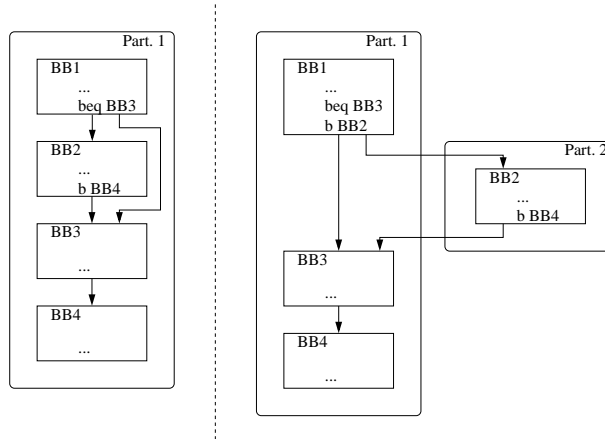 Part. 1
BB1
...
beq BB3
BB2
...
b BB4
BB3
...
BB4
...
Part. 1
BB1
...
beq BB3
b BB2
Part. 2
BB2
...
b BB4
BB3
...
BB4
...